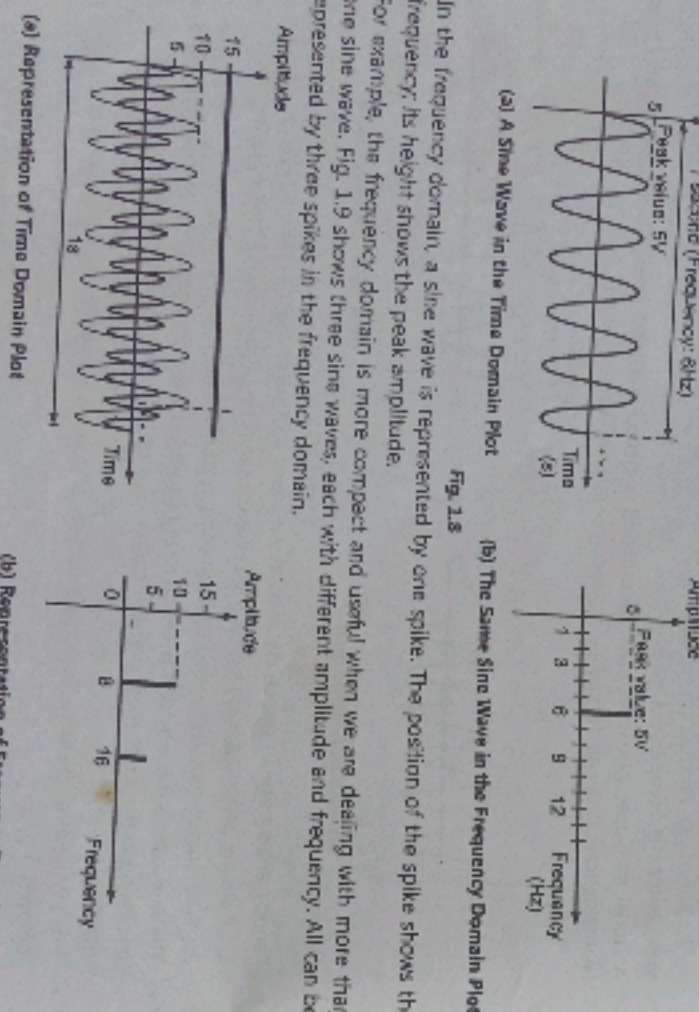 1 second (Frequency: 6Hz)
5
Peak value: 5V
Time
(s)
(a) A Sine Wave in the Time Domain Plot
Amplitude
Peak value: 5V
1 3 6 9 12
Frequency
(Hz)
(b) The Same Sine Wave in the Frequency Domain Plot
Fig. 1.8
In the frequency domain, a sine wave is represented by one spike. The position of the spike shows
frequency; its height shows the peak amplitude.
For example, the frequency domain is more compact and useful when we are dealing with more than
one sine wave. Fig. 1.9 shows three sine waves, each with different amplitude and frequency. All can be
represented by three spikes in the frequency domain.
Amplitude
15
10
5
Time
1s
(a) Representation of Time Domain Plot
Amplitude
15
10
5
0 8 16
Frequency
(b) Representation of